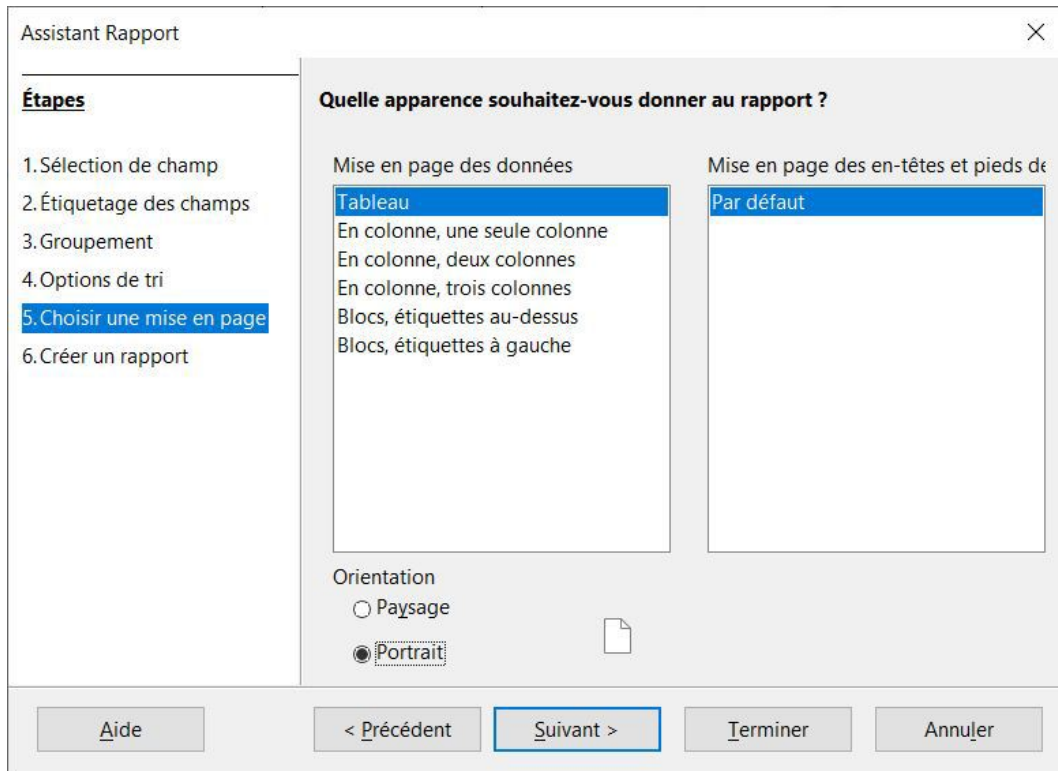 Assistant Rapport
Étapes
1. Sélection de champ
2. Étiquetage des champs
3. Groupement
4. Options de tri
5. Choisir une mise en page
6. Créer un rapport
Quelle apparence souhaitez-vous donner au rapport ?
Mise en page des données
Tableau
En colonne, une seule colonne
En colonne, deux colonnes
En colonne, trois colonnes
Blocs, étiquettes au-dessus
Blocs, étiquettes à gauche
Mise en page des en-têtes et pieds de
Par défaut
Orientation
Paysage
Portrait
Aide
< Précédent
Suivant >
Terminer
Annuler